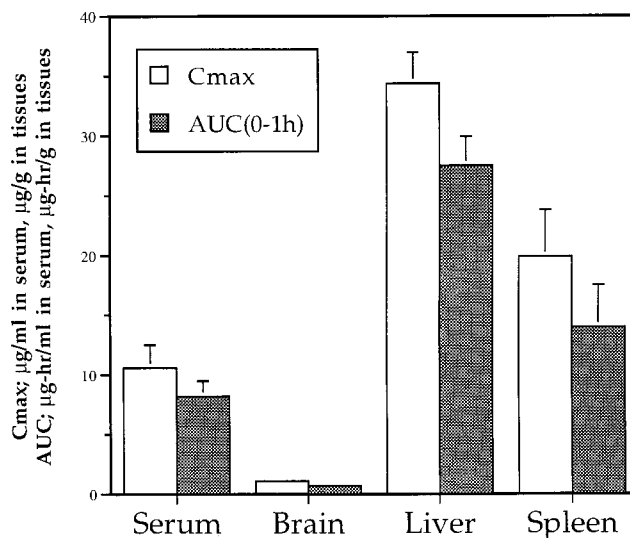 Cmax; µg/ml in serum, µg/g in tissues
AUC; µg-hr/ml in serum, µg-hr/g in tissues
40
30
20
10
0
Cmax
AUC(0-1h)
Serum Brain Liver Spleen